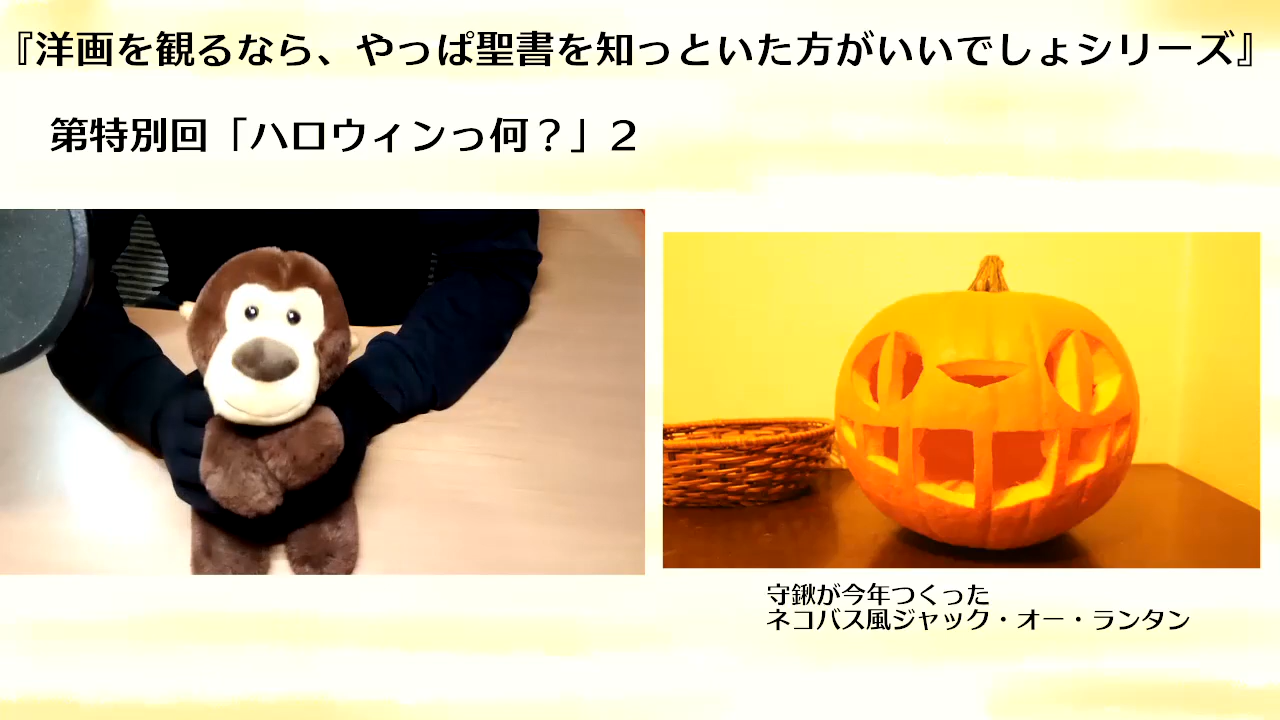 『洋画を観るなら、やっぱ聖書を知っといた方がいいでしょシリーズ』
第特別回「ハロウィンっ何？」2
守鍬が今年つくった
ネコバス風ジャック・オー・ランタン